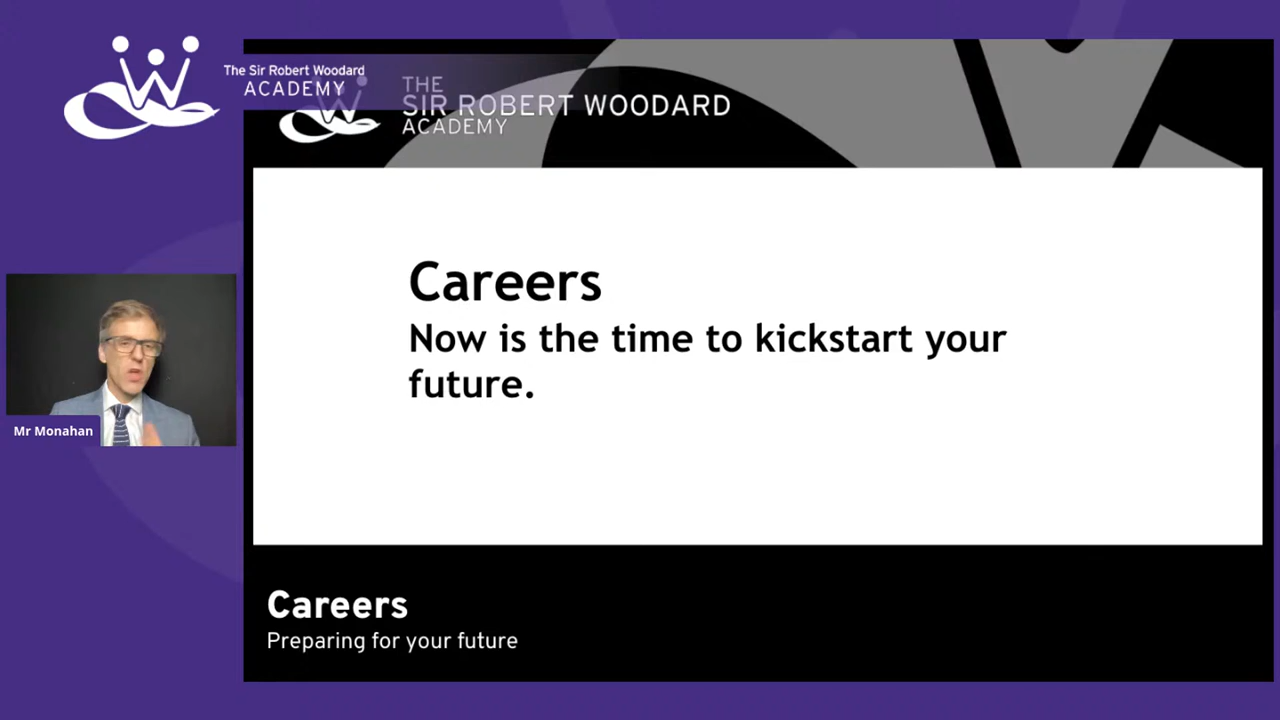 The Sir Robert Woodard
ACADEMY
THE
SIR ROBERT WOODARD
ACADEMY
Careers
Now is the time to kickstart your
future.
Mr Monahan
Careers
Preparing for your future